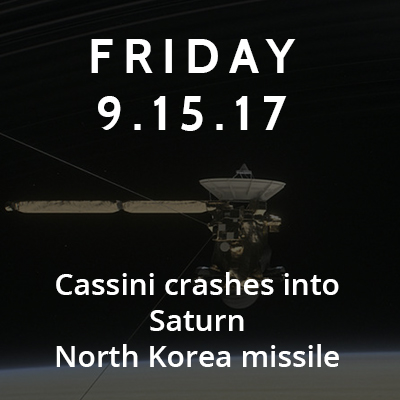 FRIDAY
9.15.17
Cassini crashes into
Saturn
North Korea missile